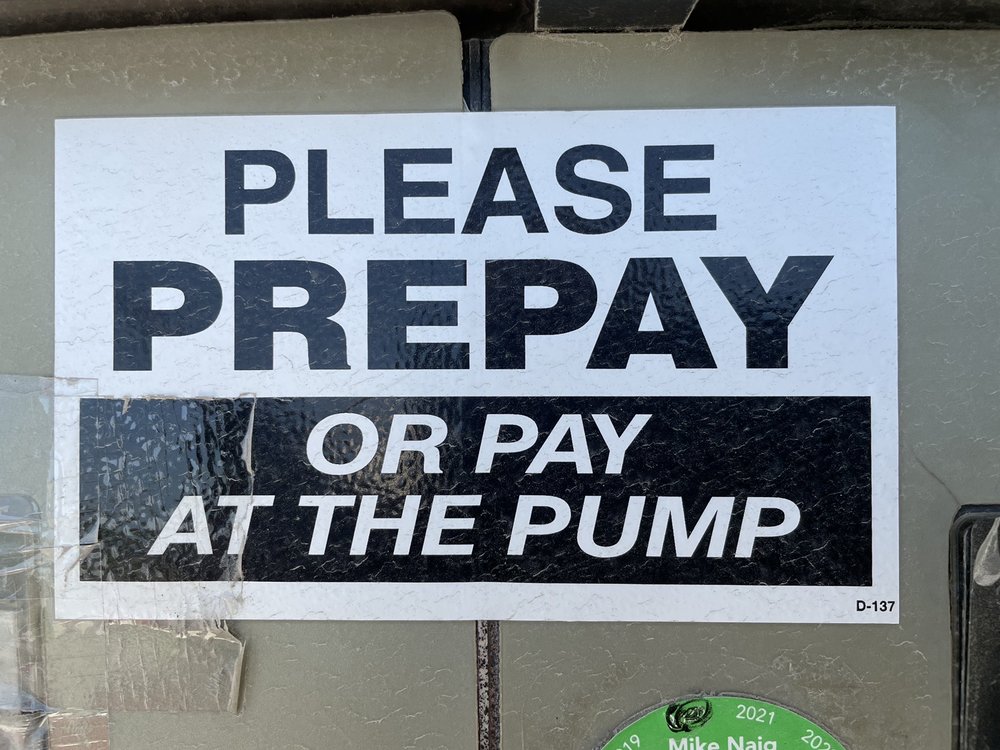 PLEASE
PREPAY
OR PAY
AT THE PUMP
D-137
2021
Mike Naig